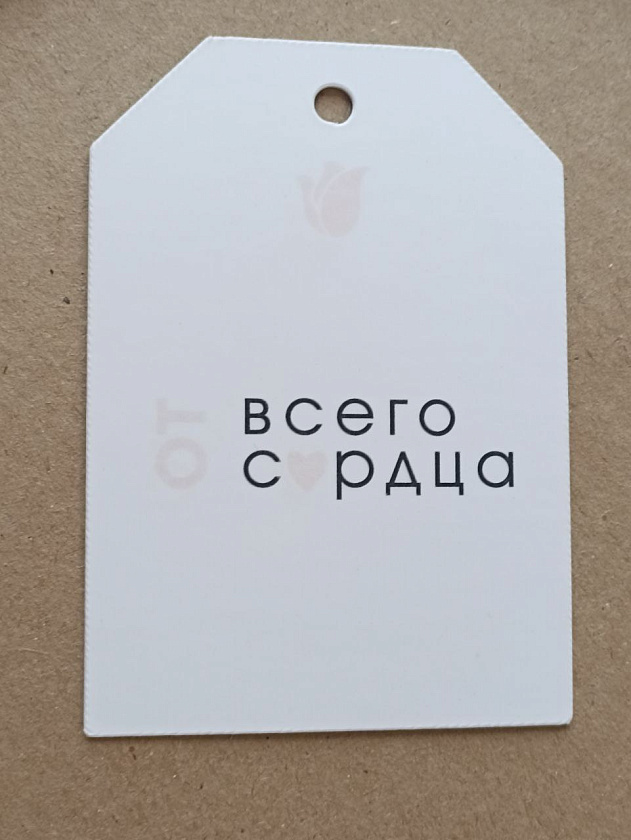 от
всего
с рдца